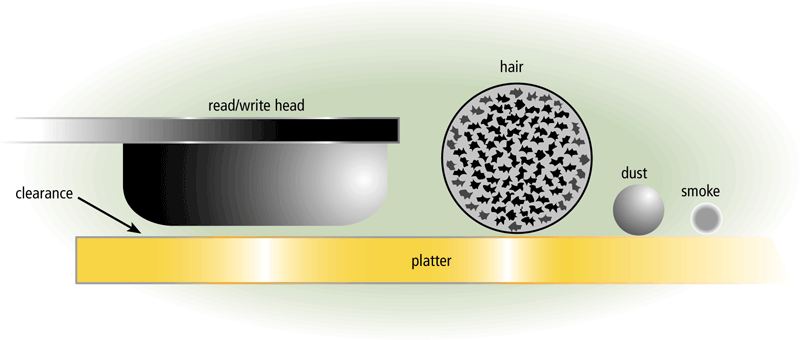 hair
read/write head
dust
smoke
clearance
platter